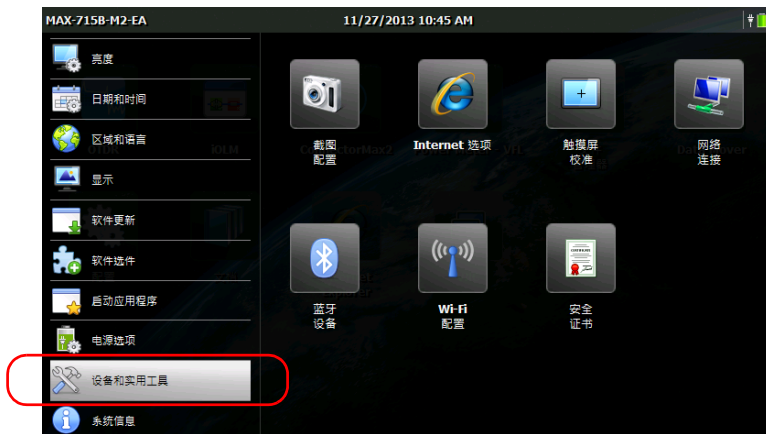 MAX-715B-M2-EA
11/27/2013 10:45 AM
亮度
日期和时间
区域和语言
显示
软件更新
软件选件
启动应用程序
电源选项
设备和实用工具
系统信息
截图
配置
Internet 选项
触摸屏
校准
网络
连接
蓝牙
设备
Wi-Fi
配置
安全
证书